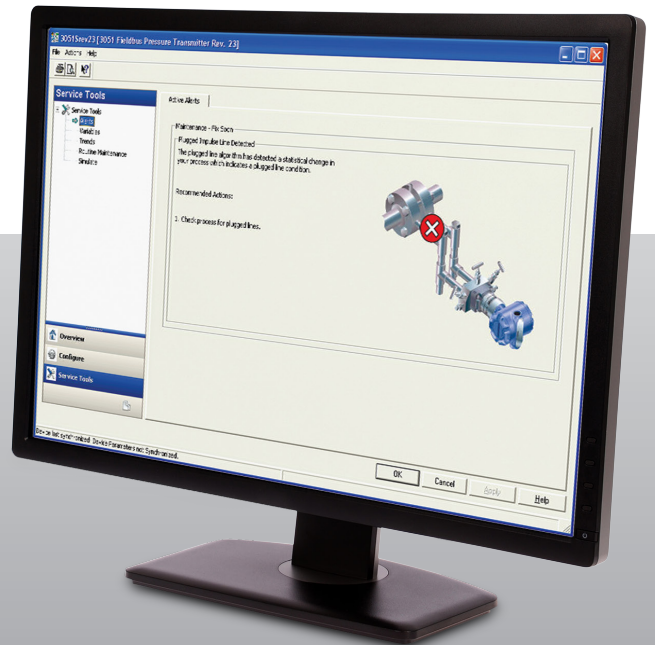 3051Srev23 [3051 Fieldbus Pressure Transmitter Rev. 23]
File Actions Help
Service Tools
Service Tools
Alerts
Variables
Trends
Routine Maintenance
Simulate
Overview
Configure
Service Tools
Active Alerts
Maintenance - Fix Soon
Plugged Impulse Line Detected
The plugged line algorithm has detected a statistical change in
your process which indicates a plugged line condition.
Recommended Actions:
1. Check process for plugged lines.
OK
Cancel
Apply
Help
Device last synchronized: Device Parameters not Synchronized.